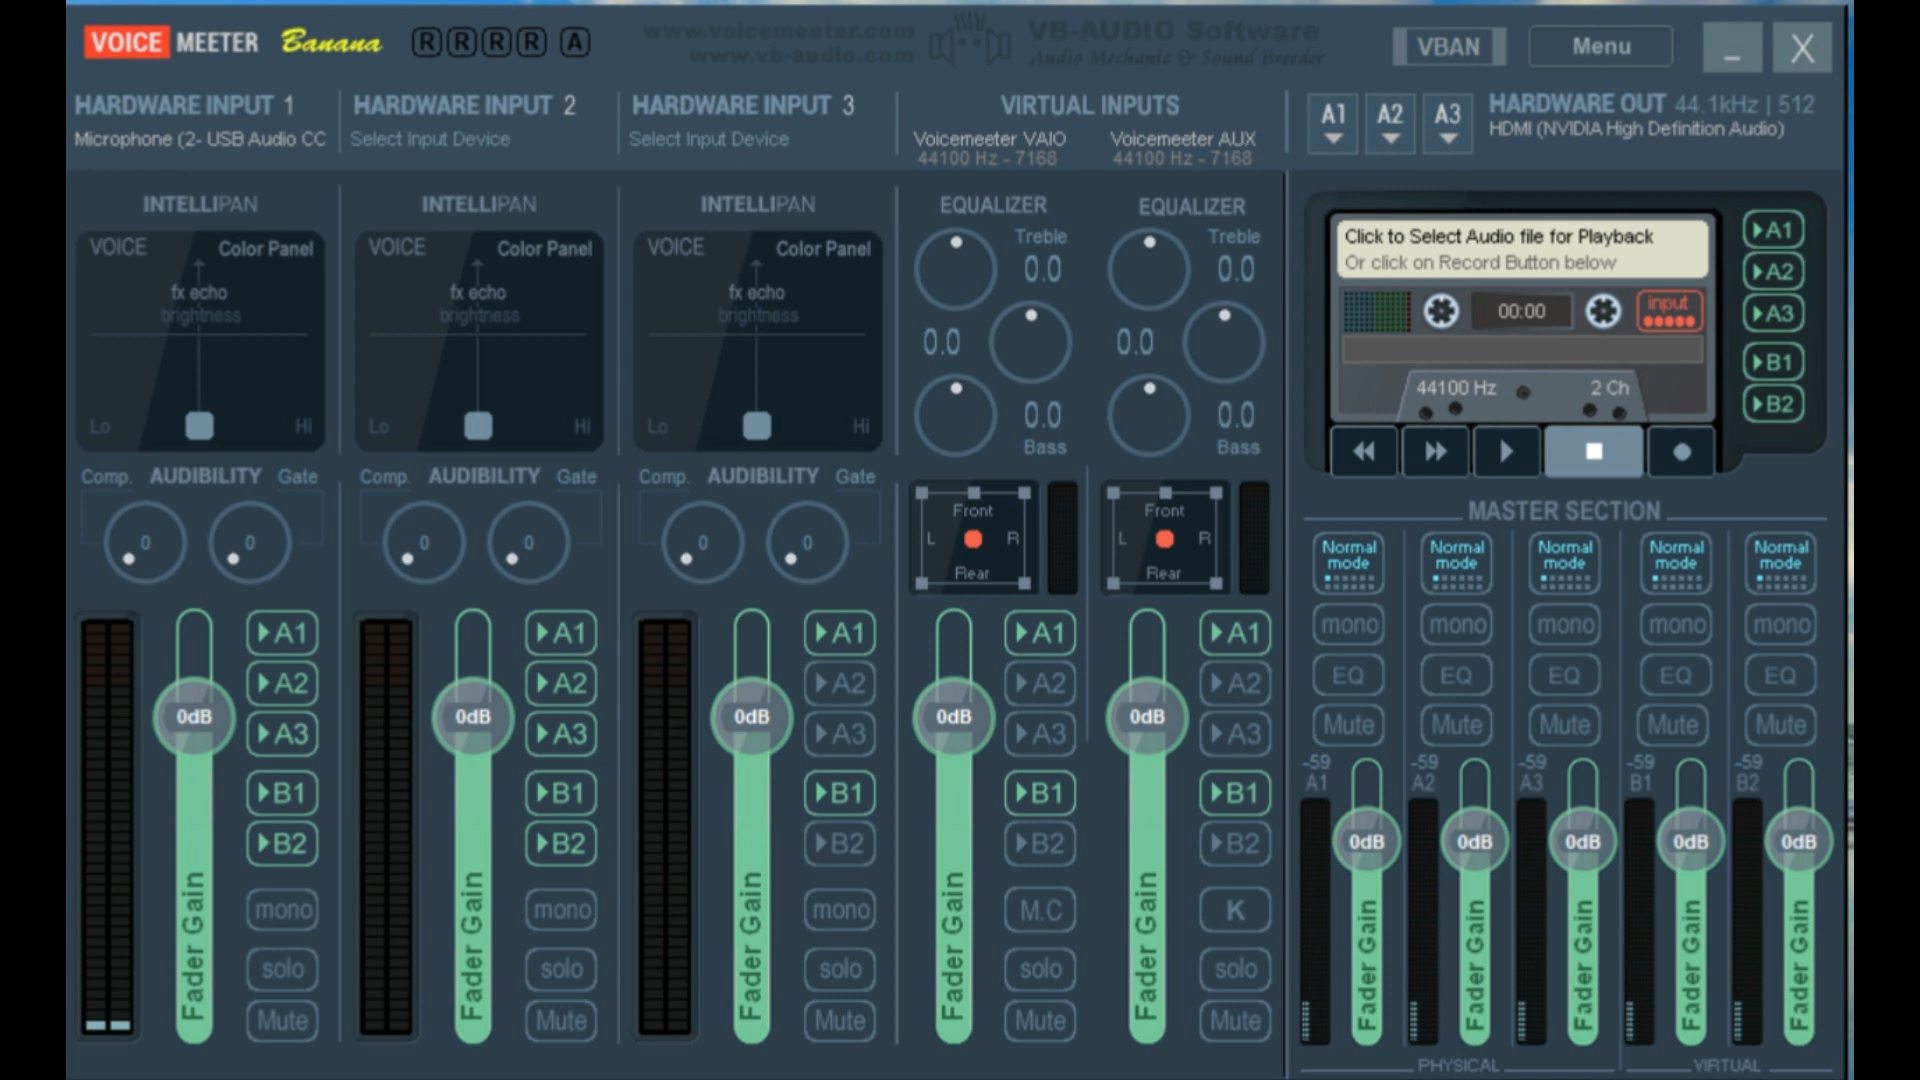 VOICE MEETER Banana R R R R A
www.voicemeeter.com
www.vb-audio.com
VB-AUDIO Software
Audio Mechanic & Sound Breeder
VBAN Menu _ X
HARDWARE INPUT 1
Microphone (2- USB Audio CC
HARDWARE INPUT 2
Select Input Device
HARDWARE INPUT 3
Select Input Device
VIRTUAL INPUTS
Voicemeeter VAIO Voicemeeter AUX
44100 Hz - 7168 44100 Hz - 7168
A1 A2 A3
HARDWARE OUT 44.1kHz | 512
HDMI (NVIDIA High Definition Audio)
INTELLIPAN INTELLIPAN INTELLIPAN EQUALIZER EQUALIZER
VOICE Color Panel VOICE Color Panel VOICE Color Panel
fx echo fx echo fx echo
brightness brightness brightness
Lo Hi Lo Hi Lo Hi
Treble Treble
0.0 0.0
0.0 0.0
0.0 0.0
Bass Bass
Click to Select Audio file for Playback
Or click on Record Button below
00:00 input
44100 Hz 2 Ch
A1
A2
A3
B1
B2
Comp. AUDIBILITY Gate Comp. AUDIBILITY Gate Comp. AUDIBILITY Gate
0 0 0 0 0 0
Front Front
L R L R
Rear Rear
MASTER SECTION
Normal Normal Normal Normal Normal
mode mode mode mode mode
mono mono mono mono mono
EQ EQ EQ EQ EQ
Mute Mute Mute Mute Mute
-59 -59 -59 -59 -59
A1 A2 A3 B1 B2
0dB 0dB 0dB 0dB 0dB
Fader Gain Fader Gain Fader Gain Fader Gain Fader Gain
PHYSICAL VIRTUAL
A1 A1 A1 A1 A1
A2 A2 A2 A2 A2
0dB 0dB 0dB 0dB 0dB
A3 A3 A3 A3 A3
B1 B1 B1 B1 B1
B2 B2 B2 B2 B2
Fader Gain Fader Gain Fader Gain Fader Gain Fader Gain
mono mono mono M.C K
solo solo solo solo solo
Mute Mute Mute Mute Mute